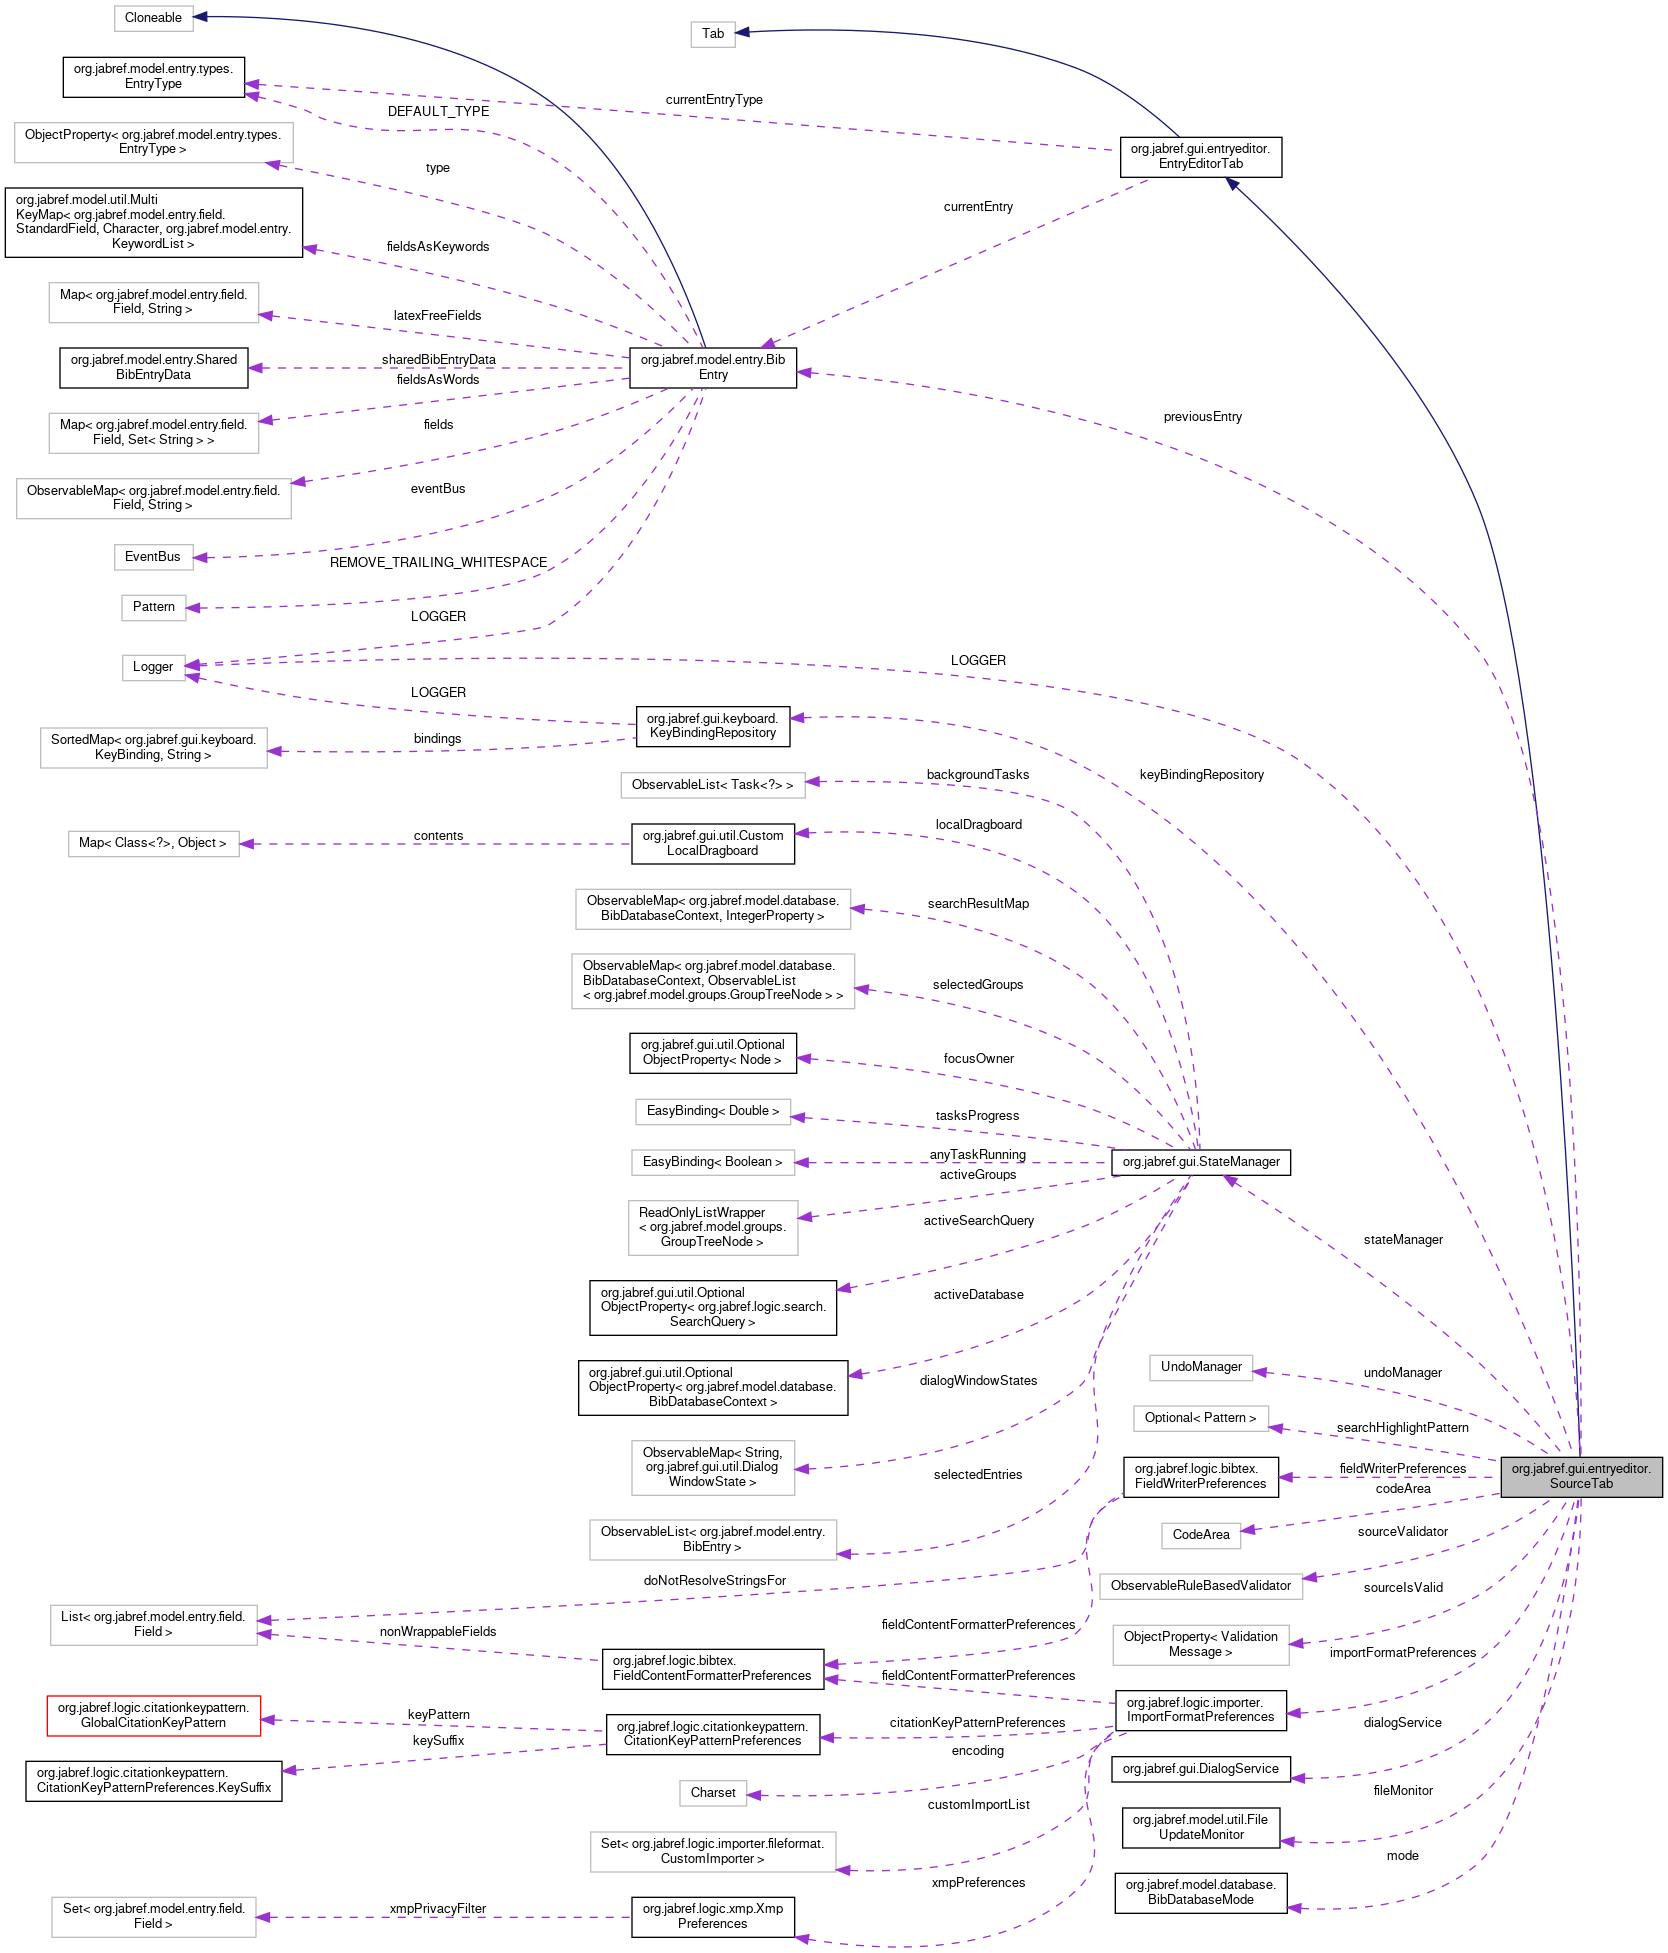 Cloneable
Tab
org.jabref.model.entry.types.
EntryType
currentEntryType
DEFAULT_TYPE
ObjectProperty< org.jabref.model.entry.types.
EntryType >
org.jabref.gui.entryeditor.
EntryEditorTab
type
org.jabref.model.util.Multi
KeyMap< org.jabref.model.entry.field.
StandardField, Character, org.jabref.model.entry.
KeywordList >
currentEntry
fieldsAsKeywords
Map< org.jabref.model.entry.field.
Field, String >
latexFreeFields
org.jabref.model.entry.Shared
BibEntryData
sharedBibEntryData
org.jabref.model.entry.Bib
Entry
fieldsAsWords
Map< org.jabref.model.entry.field.
Field, Set< String > >
fields
previousEntry
ObservableMap< org.jabref.model.entry.field.
Field, String >
eventBus
EventBus
REMOVE_TRAILING_WHITESPACE
Pattern
LOGGER
Logger
LOGGER
LOGGER
org.jabref.gui.keyboard.
KeyBindingRepository
SortedMap< org.jabref.gui.keyboard.
KeyBinding, String >
bindings
keyBindingRepository
ObservableList< Task<?> >
backgroundTasks
Map< Class<?>, Object >
contents
org.jabref.gui.util.Custom
LocalDragboard
localDragboard
ObservableMap< org.jabref.model.database.
BibDatabaseContext, IntegerProperty >
searchResultMap
ObservableMap< org.jabref.model.database.
BibDatabaseContext, ObservableList
< org.jabref.model.groups.GroupTreeNode > >
selectedGroups
org.jabref.gui.util.Optional
ObjectProperty< Node >
focusOwner
EasyBinding< Double >
tasksProgress
EasyBinding< Boolean >
anyTaskRunning
org.jabref.gui.StateManager
activeGroups
ReadOnlyListWrapper
< org.jabref.model.groups.
GroupTreeNode >
activeSearchQuery
stateManager
org.jabref.gui.util.Optional
ObjectProperty< org.jabref.logic.search.
SearchQuery >
activeDatabase
org.jabref.gui.util.Optional
ObjectProperty< org.jabref.model.database.
BibDatabaseContext >
dialogWindowStates
UndoManager
undoManager
Optional< Pattern >
searchHighlightPattern
ObservableMap< String,
org.jabref.gui.util.Dialog
WindowState >
selectedEntries
org.jabref.logic.bibtex.
FieldWriterPreferences
fieldWriterPreferences
org.jabref.gui.entryeditor.
SourceTab
codeArea
ObservableList< org.jabref.model.entry.
BibEntry >
CodeArea
sourceValidator
doNotResolveStringsFor
ObservableRuleBasedValidator
sourceIsValid
List< org.jabref.model.entry.field.
Field >
nonWrappableFields
fieldContentFormatterPreferences
ObjectProperty< Validation
Message >
importFormatPreferences
org.jabref.logic.bibtex.
FieldContentFormatterPreferences
fieldContentFormatterPreferences
org.jabref.logic.citationkeypattern.
GlobalCitationKeyPattern
keyPattern
org.jabref.logic.citationkeypattern.
CitationKeyPatternPreferences
citationKeyPatternPreferences
org.jabref.logic.importer.
ImportFormatPreferences
dialogService
keySuffix
encoding
org.jabref.logic.citationkeypattern.
CitationKeyPatternPreferences.KeySuffix
org.jabref.gui.DialogService
Charset
fileMonitor
customImportList
org.jabref.model.util.File
UpdateMonitor
Set< org.jabref.logic.importer.fileformat.
CustomImporter >
mode
xmpPreferences
org.jabref.model.database.
BibDatabaseMode
Set< org.jabref.model.entry.field.
Field >
xmpPrivacyFilter
org.jabref.logic.xmp.Xmp
Preferences